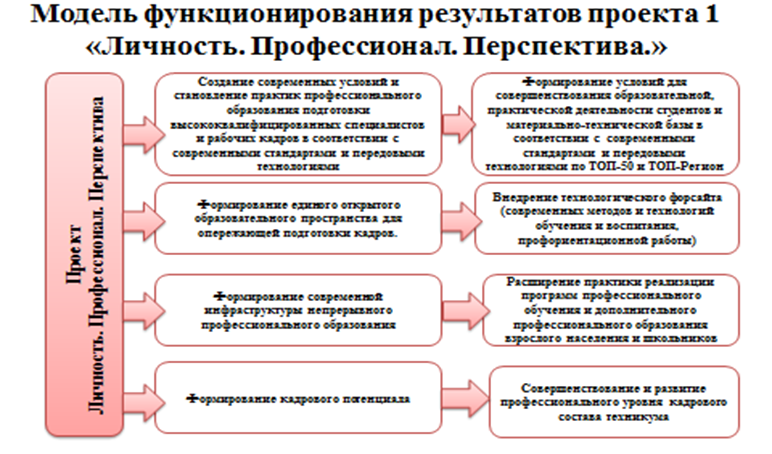 Модель функционирования результатов проекта 1
«Личность. Профессионал. Перспектива.»
Проект
Личность. Профессионал. Перспектива
Создание современных условий и
становление практик профессионального
образования подготовки
высококвалифицированных специалистов
и рабочих кадров в соответствии с
современными стандартами и передовыми
технологиями
Формирование условий для
совершенствования образовательной,
практической деятельности студентов и
материально-технической базы в
соответствии с современными
стандартами и передовыми
технологиями по ТОП-50 и ТОП-Регион
Формирование единого открытого
образовательного пространства для
опережающей подготовки кадров.
Внедрение технологического форсайта
(современных методов и технологий
обучения и воспитания,
профориентационной работы)
Формирование современной
инфраструктуры непрерывного
профессионального образования
Расширение практики реализации
программ профессионального
обучения и дополнительного
профессионального образования
взрослого населения и школьников
Формирование кадрового потенциала
Совершенствование и развитие
профессионального уровня кадрового
состава техникума